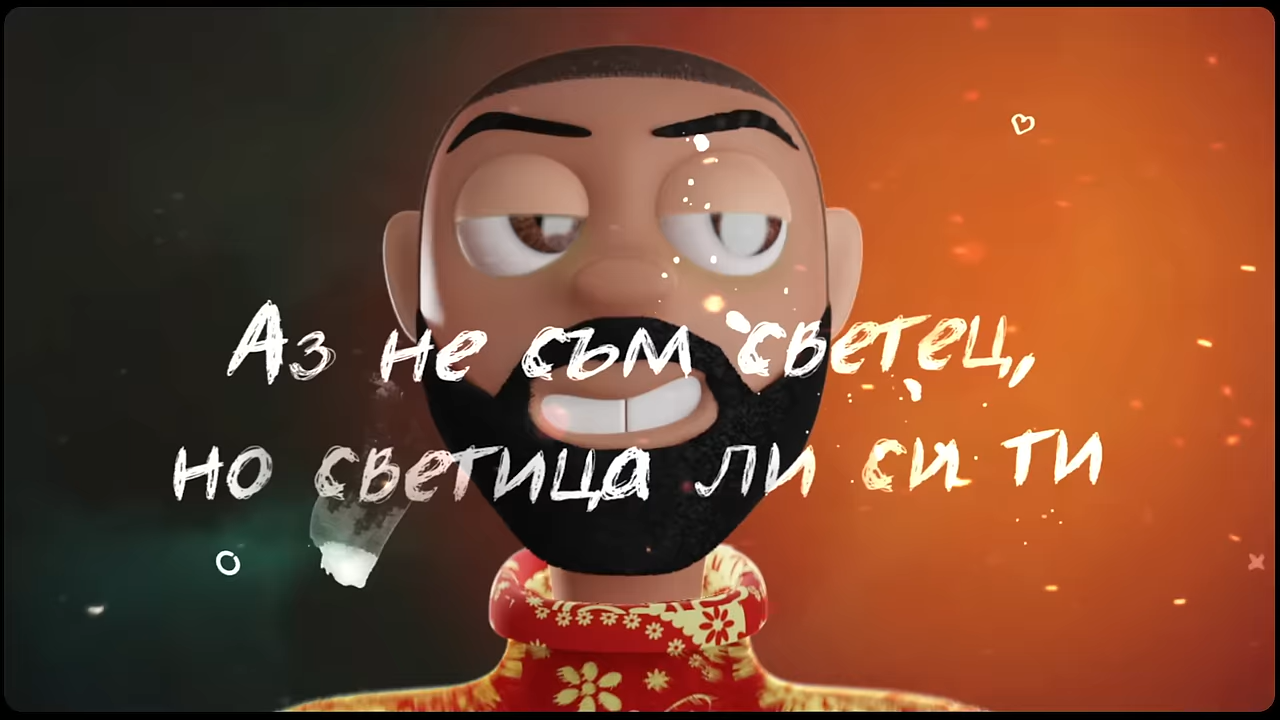 Аз не съм светец,
но светица ли си ти